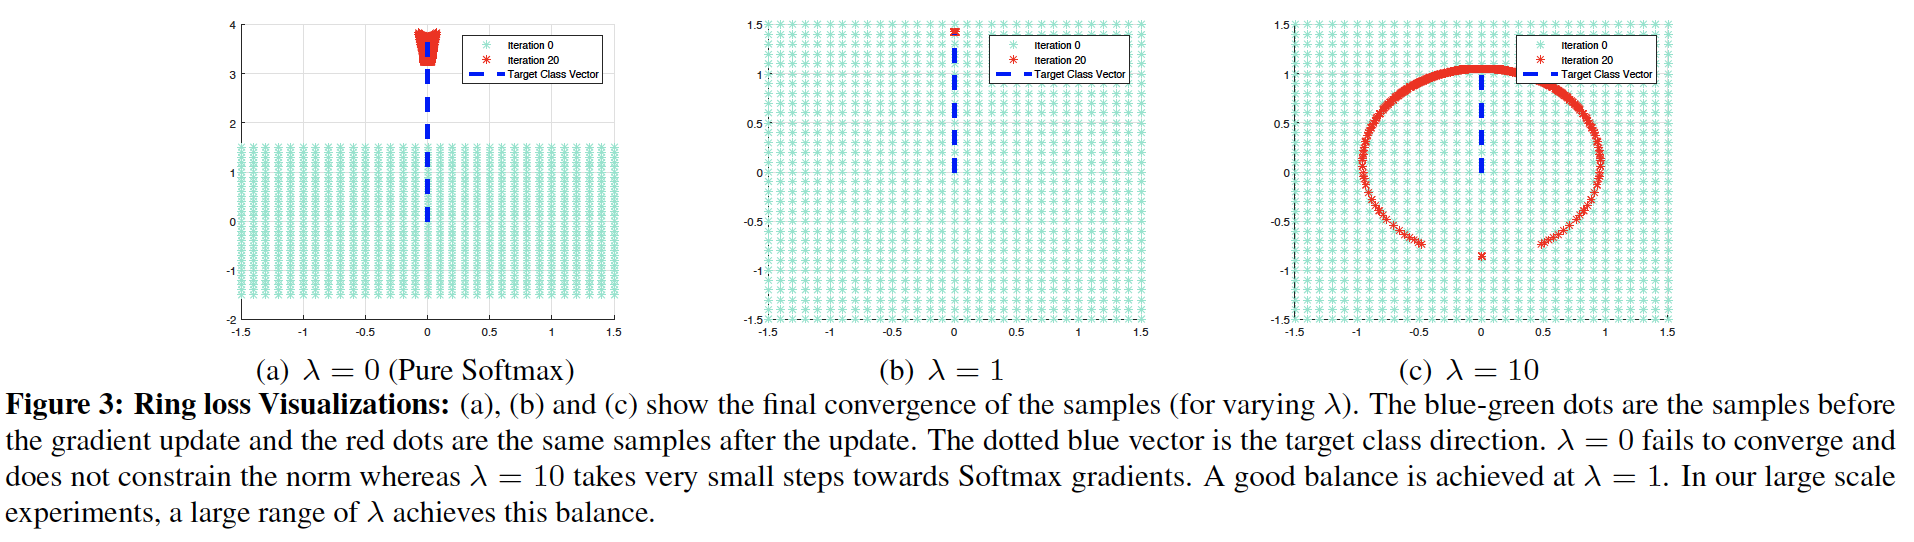 4
3
2
1
0
-1
-2
-1.5
-1
-0.5
0
0.5
1
1.5
Iteration 0
Iteration 20
Target Class Vector
(a) λ = 0 (Pure Softmax)
1.5
1
0.5
0
-0.5
-1
-1.5
-1.5
-1
-0.5
0
0.5
1
1.5
Iteration 0
Iteration 20
Target Class Vector
(b) λ = 1
1.5
1
0.5
0
-0.5
-1
-1.5
-1.5
-1
-0.5
0
0.5
1
1.5
Iteration 0
Iteration 20
Target Class Vector
(c) λ = 10
Figure 3: Ring loss Visualizations: (a), (b) and (c) show the final convergence of the samples (for varying λ). The blue-green dots are the samples before
the gradient update and the red dots are the same samples after the update. The dotted blue vector is the target class direction. λ = 0 fails to converge and
does not constrain the norm whereas λ = 10 takes very small steps towards Softmax gradients. A good balance is achieved at λ = 1. In our large scale
experiments, a large range of λ achieves this balance.